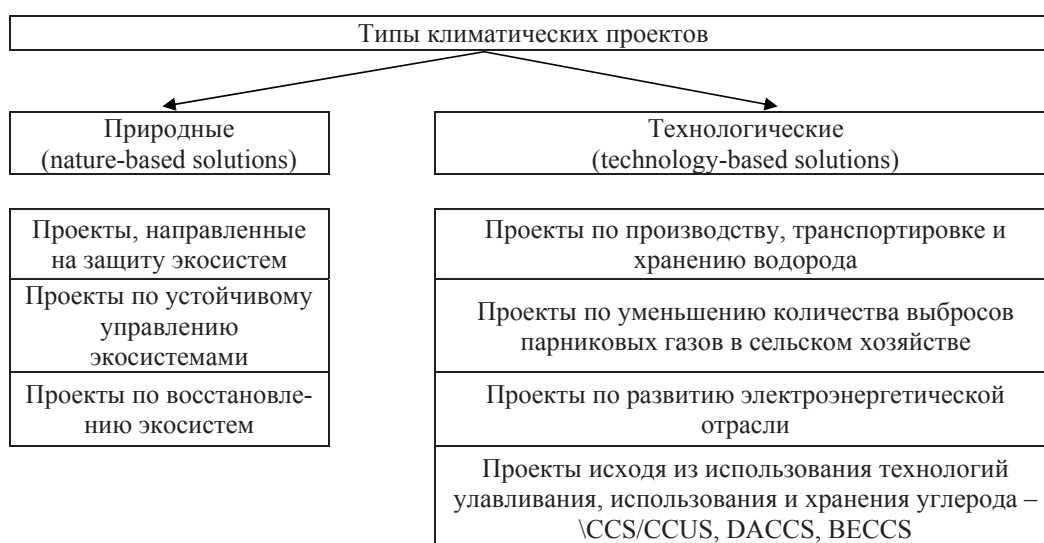 Типы климатических проектов
Природные
(nature-based solutions)
Технологические
(technology-based solutions)
Проекты, направленные
на защиту экосистем
Проекты по устойчивому
управлению
экосистемами
Проекты по восстановле-
нию экосистем
Проекты по производству, транспортировке и
хранению водорода
Проекты по уменьшению количества выбросов
парниковых газов в сельском хозяйстве
Проекты по развитию электроэнергетической
отрасли
Проекты исходя из использования технологий
улавливания, использования и хранения углерода –
\CCS/CCUS, DACCS, BECCS